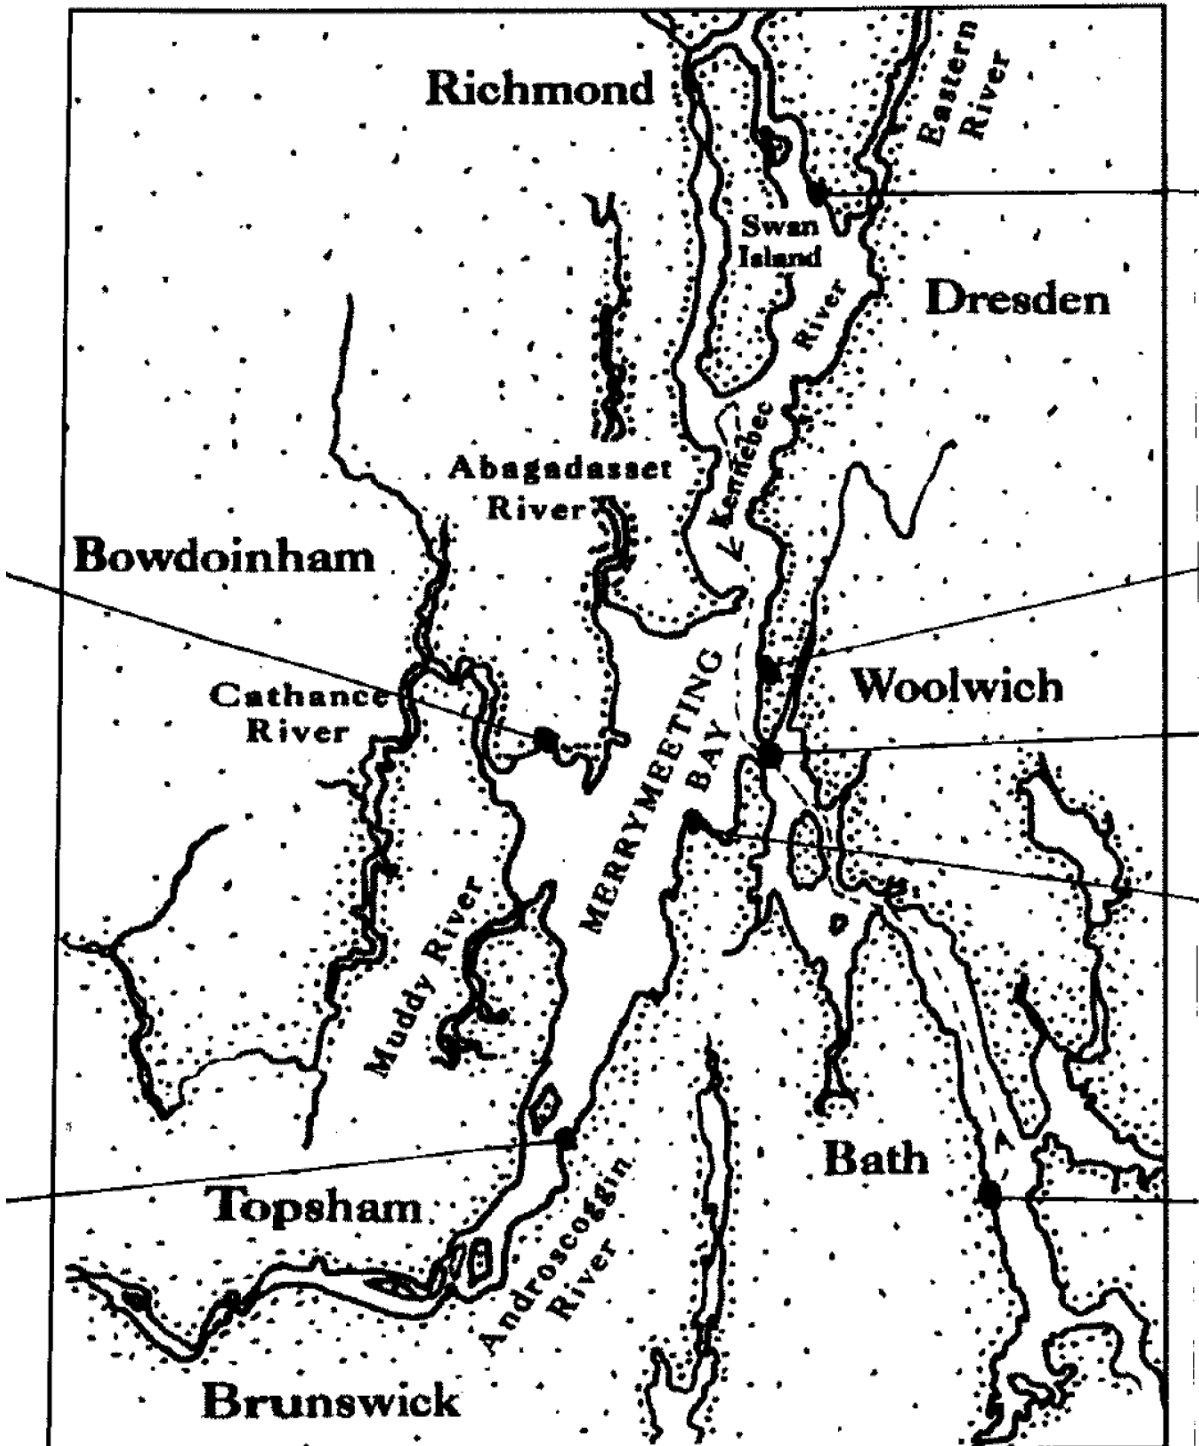 Richmond
Eastern
River
Swan
Island
Dresden
River
Kennebec
Abagadasset
River
Bowdoinham
Cathance
River
Woolwich
MERRYMEETING
BAY
Muddy River
Bath
Topsham
Androscoggin
River
Brunswick